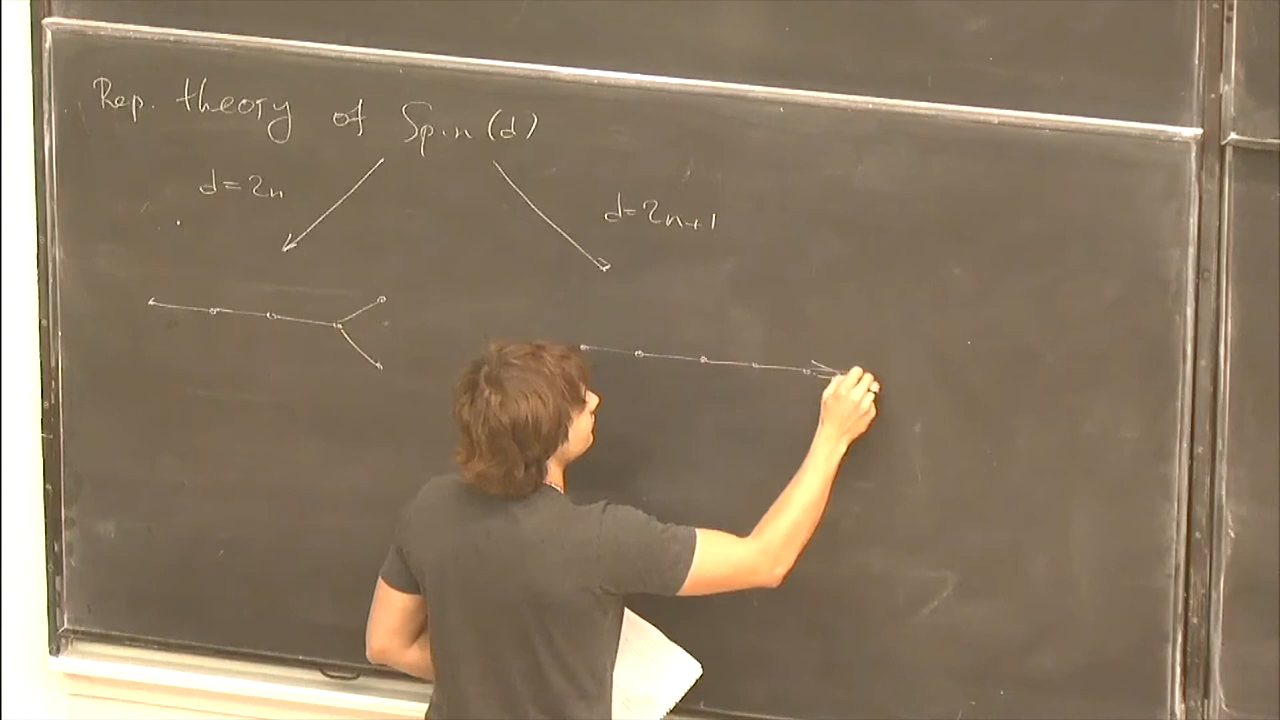 Rep. theory of Spin(d)
d=2n
d=2n+1